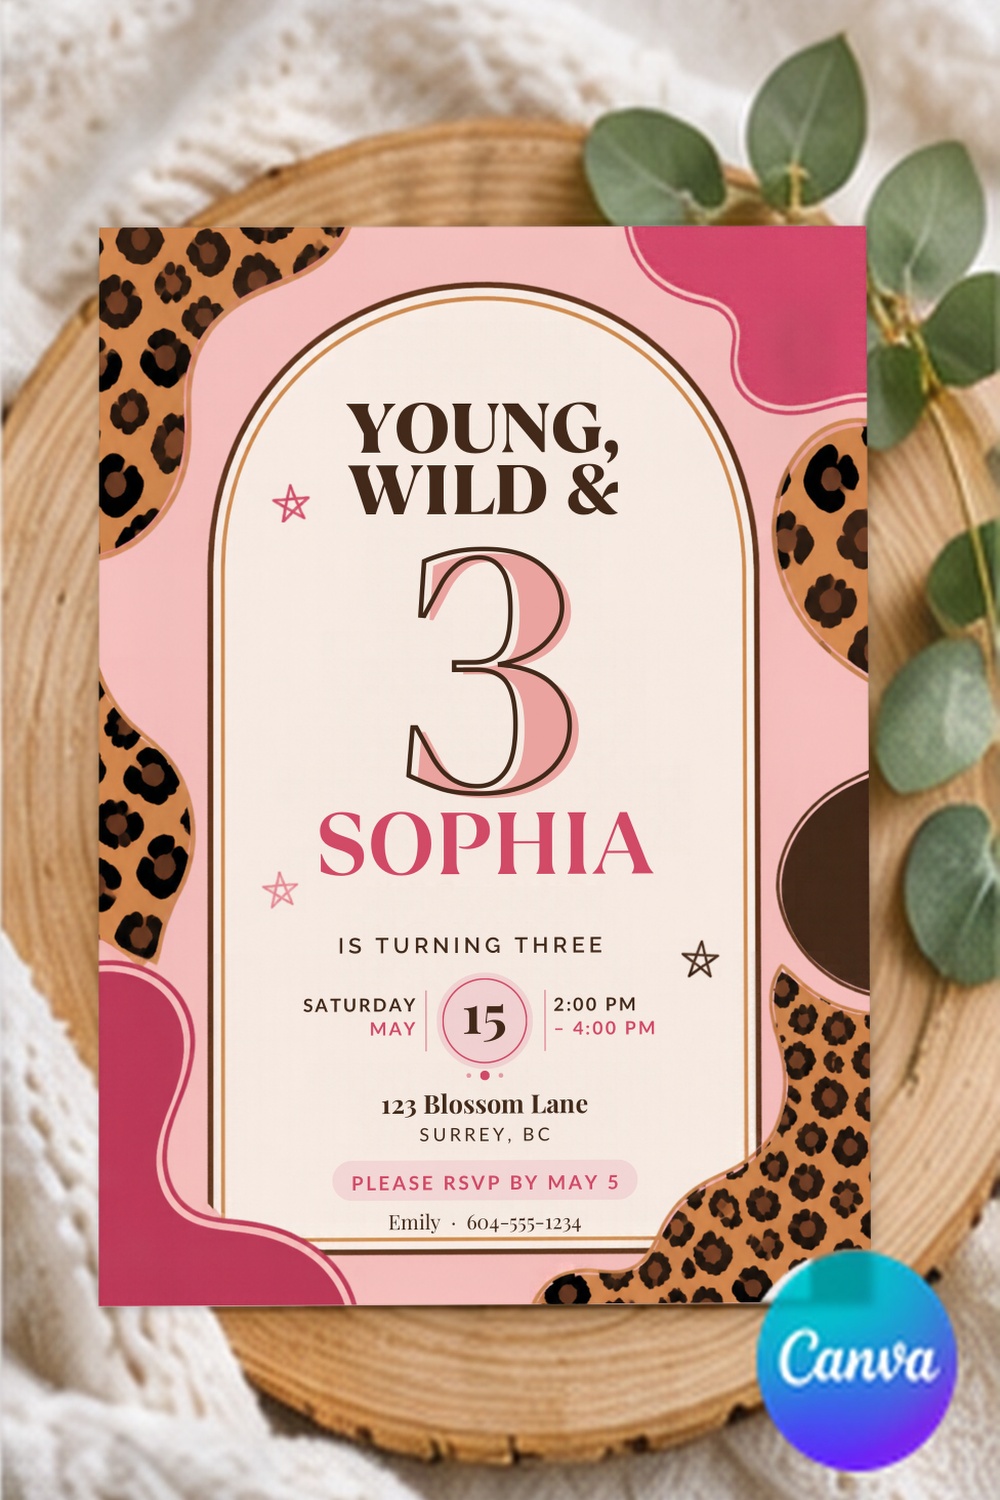 YOUNG,
WILD &
3
SOPHIA
IS TURNING THREE
SATURDAY
MAY
15
2:00 PM
– 4:00 PM
123 Blossom Lane
SURREY, BC
PLEASE RSVP BY MAY 5
Emily · 604-555-1234
Canva